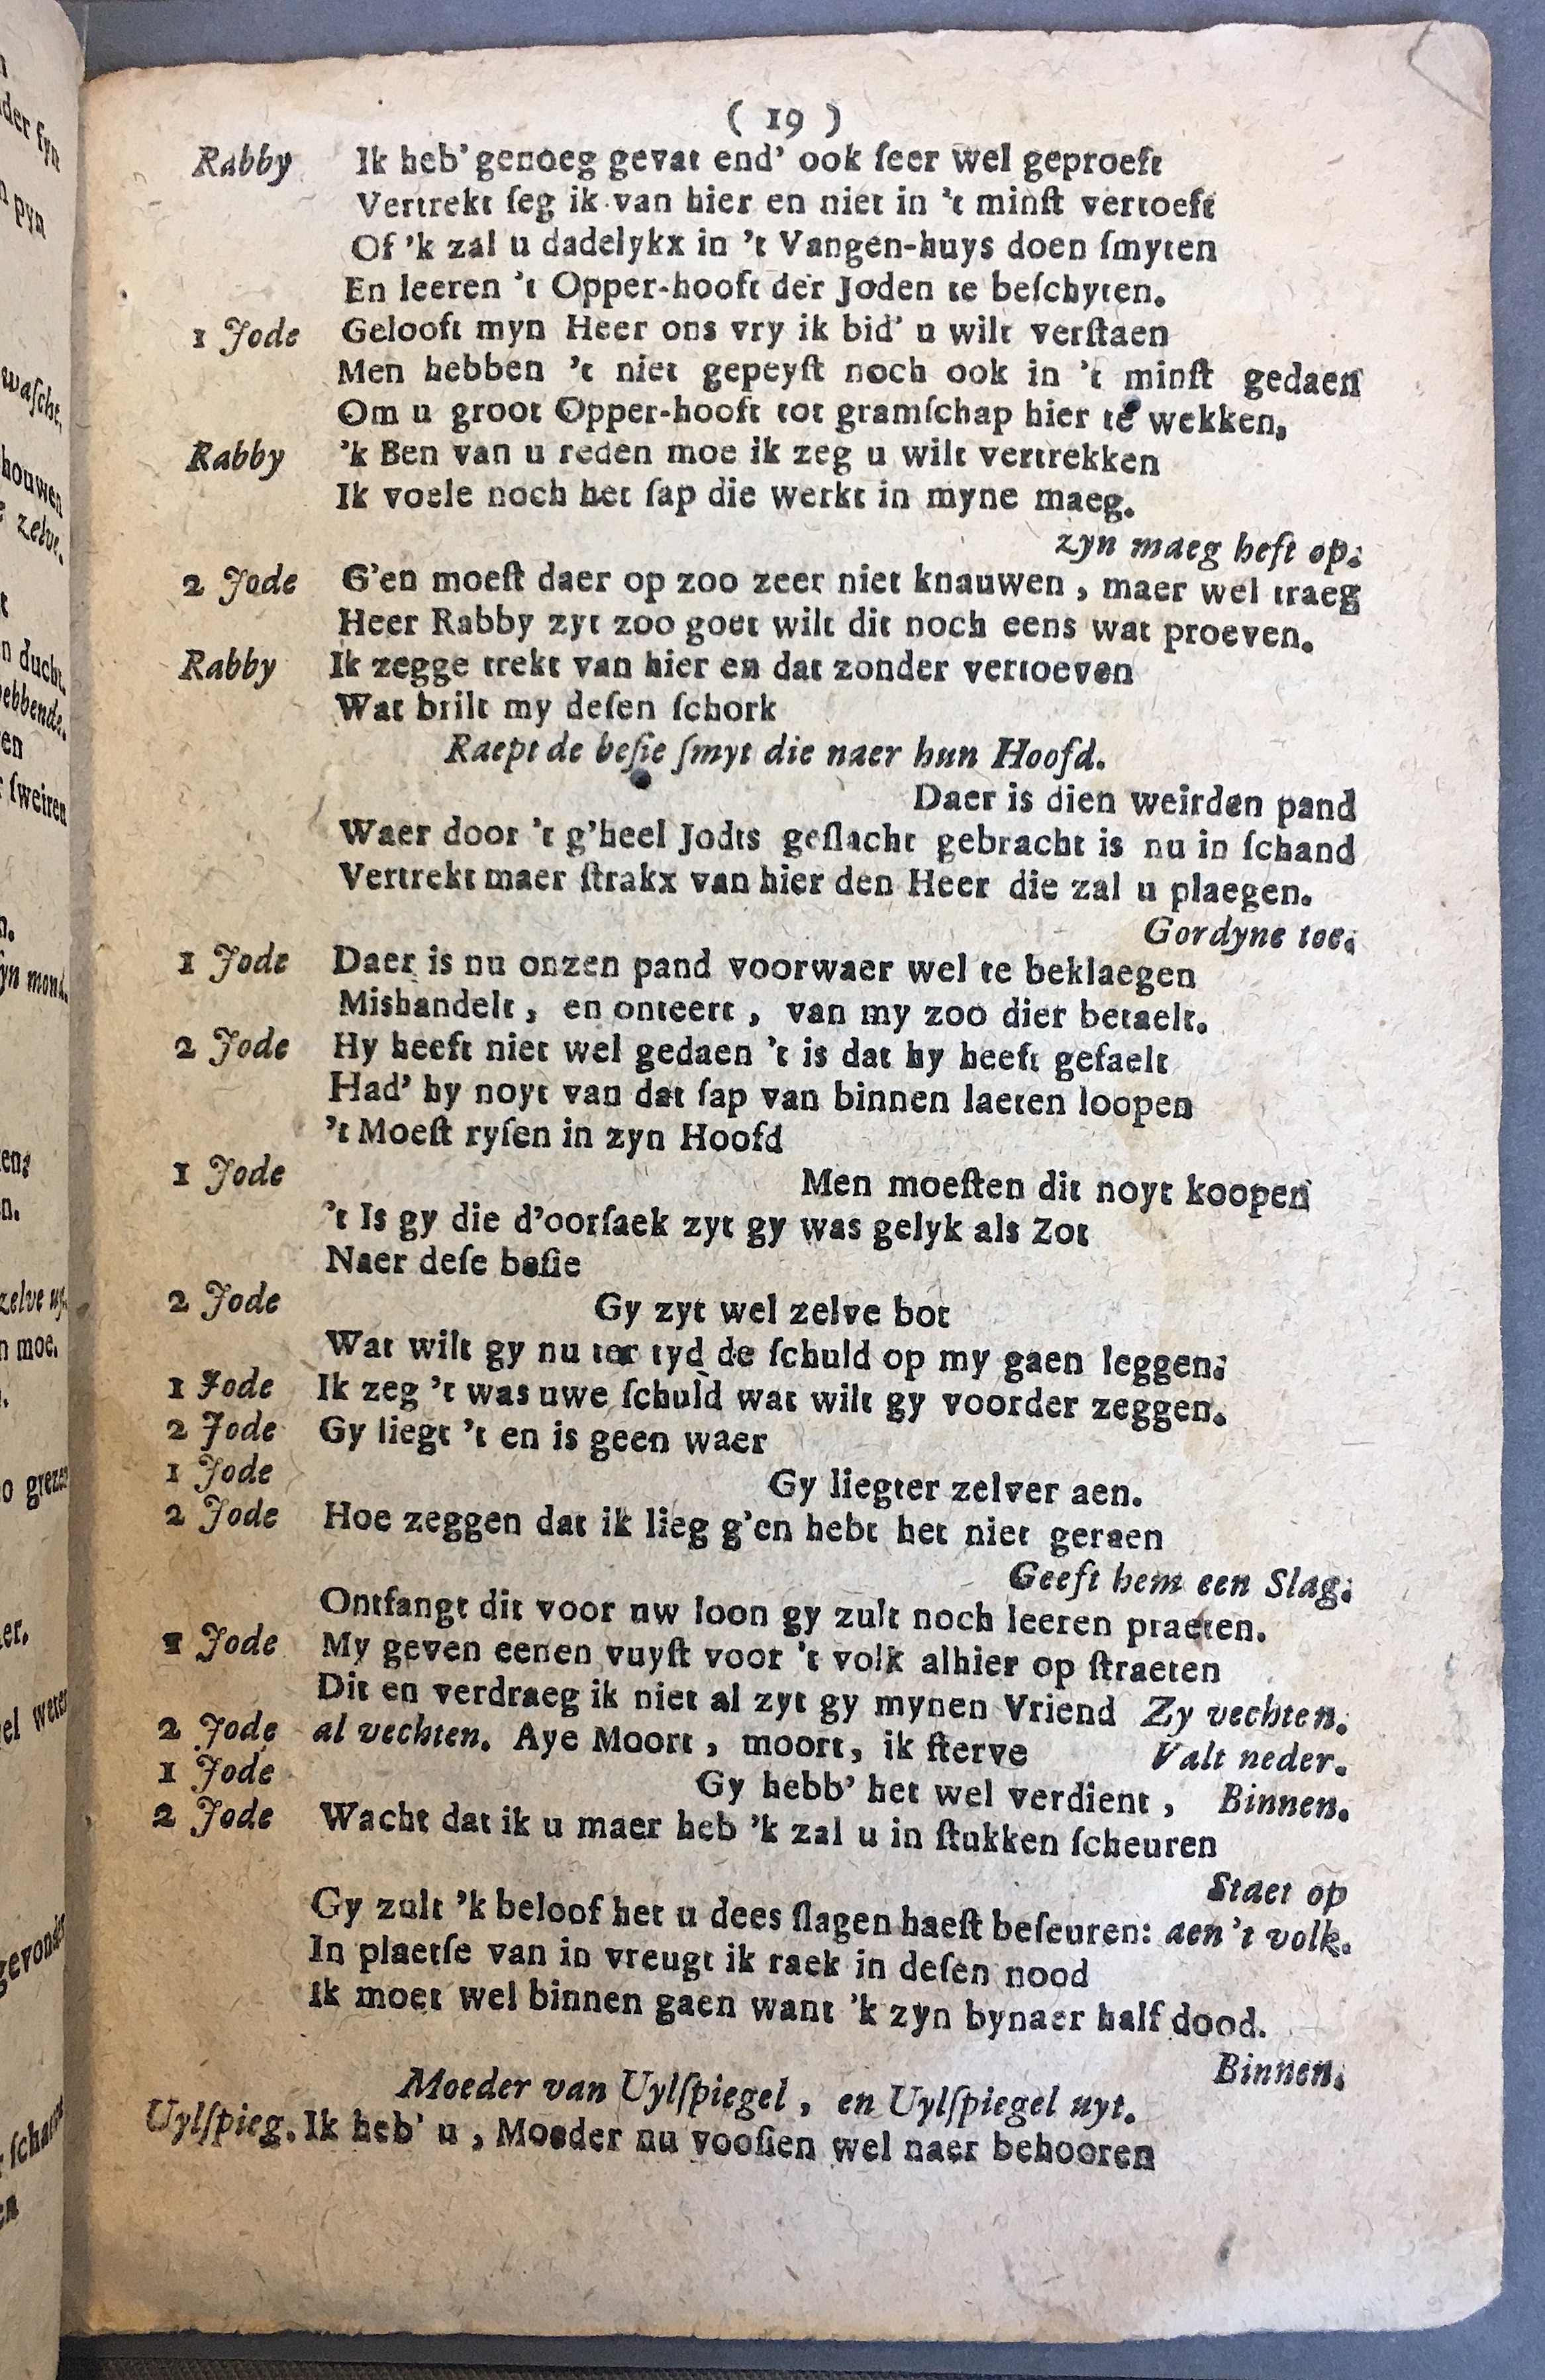 ( 19 )
Rabby Ik heb' genoeg gevat end' ook ſeer wel geproeft
Vertrekt ſeg ik van hier en niet in 't minſt vertoeft
Of 'k zal u dadelykx in 't Vangen-huys doen ſmyten
En leeren 't Opper-hooft der Joden te beſchyten.
1 Jode Gelooft myn Heer ons vry ik bid' u wilt verſtaen
Men hebben 't niet gepeyſt noch ook in 't minſt gedaen
Om u groot Opper-hooft tot gramſchap hier te wekken,
Rabby 'k Ben van u reden moe ik zeg u wilt vertrekken
Ik voele noch het ſap die werkt in myne maeg.
zyn maeg heft op.
2 Jode G'en moeſt daer op zoo zeer niet knauwen, maer wel traeg
Heer Rabby zyt zoo goet wilt dit noch eens wat proeven.
Rabby Ik zegge trekt van hier en dat zonder vertoeven
Wat brilt my deſen ſchork
Raept de beſie ſmyt die naer hun Hoofd.
Daer is dien weirden pand
Waer door 't g'heel Jodts geſlacht gebracht is nu in ſchand
Vertrekt maer ſtrakx van hier den Heer die zal u plaegen.
Gordyne toe.
1 Jode Daer is nu onzen pand voorwaer wel te beklaegen
Mishandelt, en onteert, van my zoo dier betaelt.
2 Jode Hy heeft niet wel gedaen 't is dat hy heeft gefaelt
Had' hy noyt van dat ſap van binnen laeten loopen
't Moeſt ryſen in zyn Hoofd
1 Jode Men moeſten dit noyt koopen
't Is gy die d'oorſaek zyt gy was gelyk als Zot
Naer deſe beſie
2 Jode Gy zyt wel zelve bot
Wat wilt gy nu ter tyd de ſchuld op my gaen leggen.
1 Jode Ik zeg 't was uwe ſchuld wat wilt gy voorder zeggen.
2 Jode Gy liegt 't en is geen waer
1 Jode Gy liegter zelver aen.
2 Jode Hoe zeggen dat ik lieg g'en hebt het niet geraen
Geeft hem een Slag.
Ontfangt dit voor uw loon gy zult noch leeren praeten.
1 Jode My geven eenen vuyſt voor 't volk alhier op ſtraeten
Dit en verdraeg ik niet al zyt gy mynen Vriend Zy vechten.
2 Jode al vechten. Aye Moort, moort, ik ſterve Valt neder.
1 Jode Gy hebb' het wel verdient, Binnen.
2 Jode Wacht dat ik u maer heb 'k zal u in ſtukken ſcheuren
Staet op
Gy zult 'k beloof het u dees ſlagen haeſt beſeuren: aen 't volk.
In plaetſe van in vreugt ik raek in deſen nood
Ik moet wel binnen gaen want 'k zyn bynaer half dood.
Binnen.
Moeder van Uylſpiegel, en Uylſpiegel uyt.
Uylſpieg. Ik heb' u, Moeder nu vooſien wel naer behooren